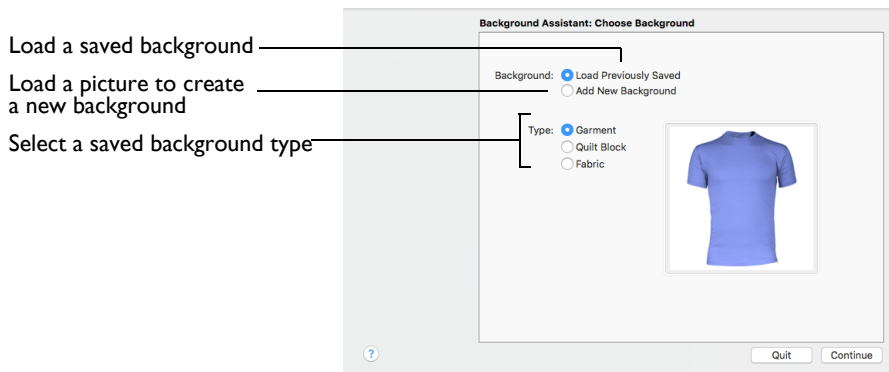 Background Assistant: Choose Background
Load a saved background
Load a picture to create
a new background
Select a saved background type
Background: Load Previously Saved
Add New Background
Type: Garment
Quilt Block
Fabric
?
Quit Continue